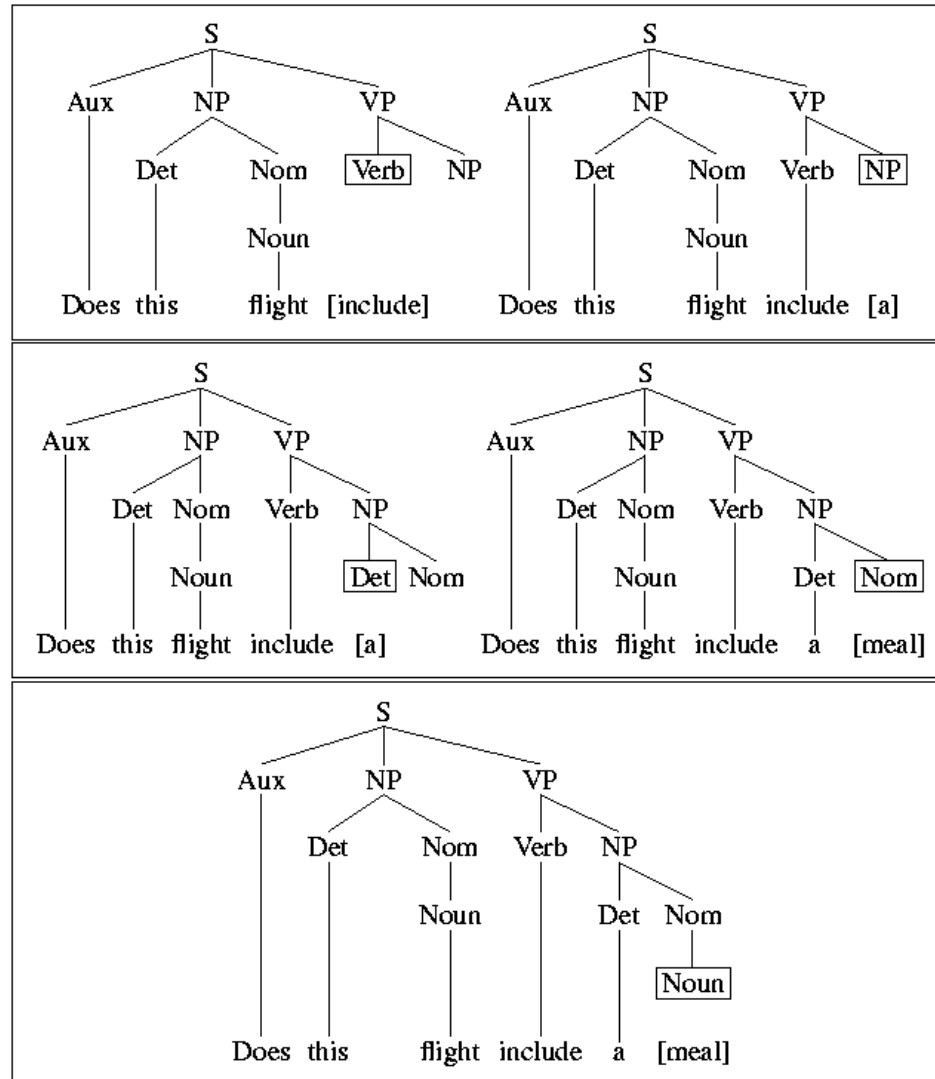 S S
Aux NP VP Aux NP VP
Det Nom Verb NP Det Nom Verb NP
Noun Noun
Does this flight [include] Does this flight include [a]
S S
Aux NP VP Aux NP VP
Det Nom Verb NP Det Nom Verb NP
Noun Det Nom Noun Det Nom
Does this flight include [a] Does this flight include a [meal]
S
Aux NP VP
Det Nom Verb NP
Noun Det Nom
Noun
Does this flight include a [meal]